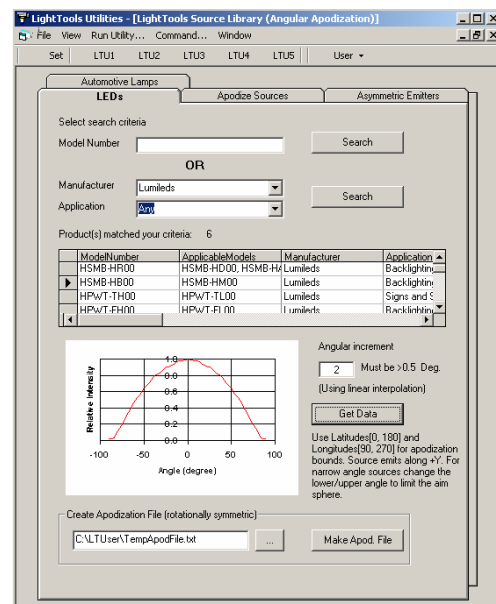 LightTools Utilities - [LightTools Source Library (Angular Apodization)]
File View Run Utility... Command... Window
Set LTU1 LTU2 LTU3 LTU4 LTU5 User
Automotive Lamps
LEDs Apodize Sources Asymmetric Emitters
Select search criteria
Model Number Search
OR
Manufacturer Lumileds
Search
Application Any
Product(s) matched your criteria: 6
ModelNumber ApplicableModels Manufacturer Application
HSMB-HR00 HSMB-HD00, HSMB-HA Lumileds Backlighting
HSMB-HB00 HSMB-HM00 Lumileds Backlighting
HPWT-TH00 HPWT-TL00 Lumileds Signs and S
HPWT-FH00 HPWT-FL00 Lumileds Backlighting
Angular increment
2 Must be >0.5 Deg.
(Using linear interpolation)
Get Data
Use Latitudes[0, 180] and
Longitudes[90, 270] for apodization
bounds. Source emits along +Y. For
narrow angle sources change the
lower/upper angle to limit the aim
sphere.
Relative Intensity
1.0
0.8
0.6
0.4
0.2
0.0
-100 -50 0 50 100
Angle (degree)
Create Apodization File (rotationally symmetric)
C:\LTUser\TempApodFile.txt ... Make Apod. File